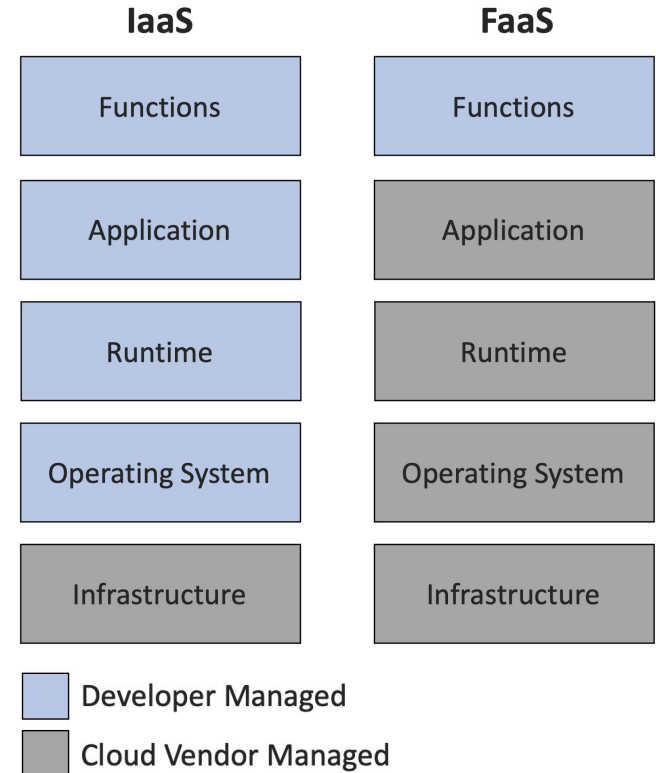 IaaS
FaaS
Functions
Functions
Application
Application
Runtime
Runtime
Operating System
Operating System
Infrastructure
Infrastructure
Developer Managed
Cloud Vendor Managed